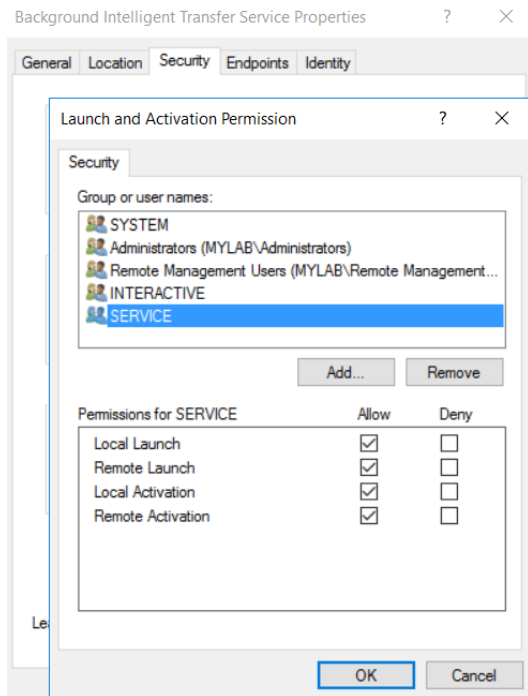 Background Intelligent Transfer Service Properties ? ×
General Location Security Endpoints Identity
Launch and Activation Permission ? ×
Security
Group or user names:
SYSTEM
Administrators (MYLAB\Administrators)
Remote Management Users (MYLAB\Remote Management...
INTERACTIVE
SERVICE
Add... Remove
Permissions for SERVICE Allow Deny
Local Launch
Remote Launch
Local Activation
Remote Activation
Le
OK Cancel